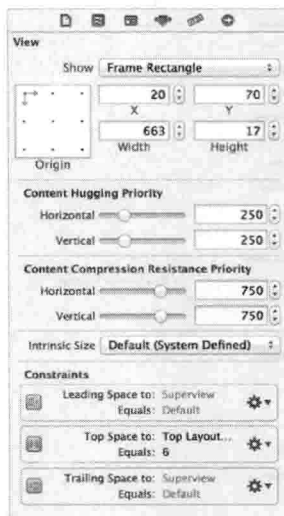 View
Show Frame Rectangle
20 70
X Y
663 17
Width Height
Origin
Content Hugging Priority
Horizontal 250
Vertical 250
Content Compression Resistance Priority
Horizontal 750
Vertical 750
Intrinsic Size Default (System Defined)
Constraints
Leading Space to: Superview
Equals: Default
Top Space to: Top Layout...
Equals: 6
Trailing Space to: Superview
Equals: Default